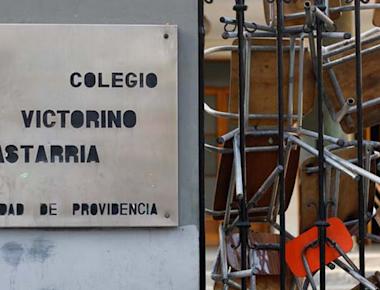 COLEGIO
VICTORINO
ASTARRIA
DAD DE PROVIDENCIA